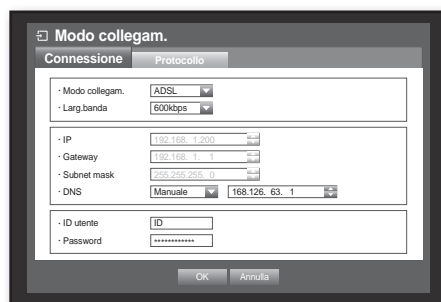 Modo collegam.
Connessione Protocollo
· Modo collegam. ADSL
· Larg.banda 600kbps
· IP 192.168. 1.200
· Gateway 192.168. 1. 1
· Subnet mask 255.255.255. 0
· DNS Manuale 168.126. 63. 1
· ID utente ID
· Password ************
OK Annulla